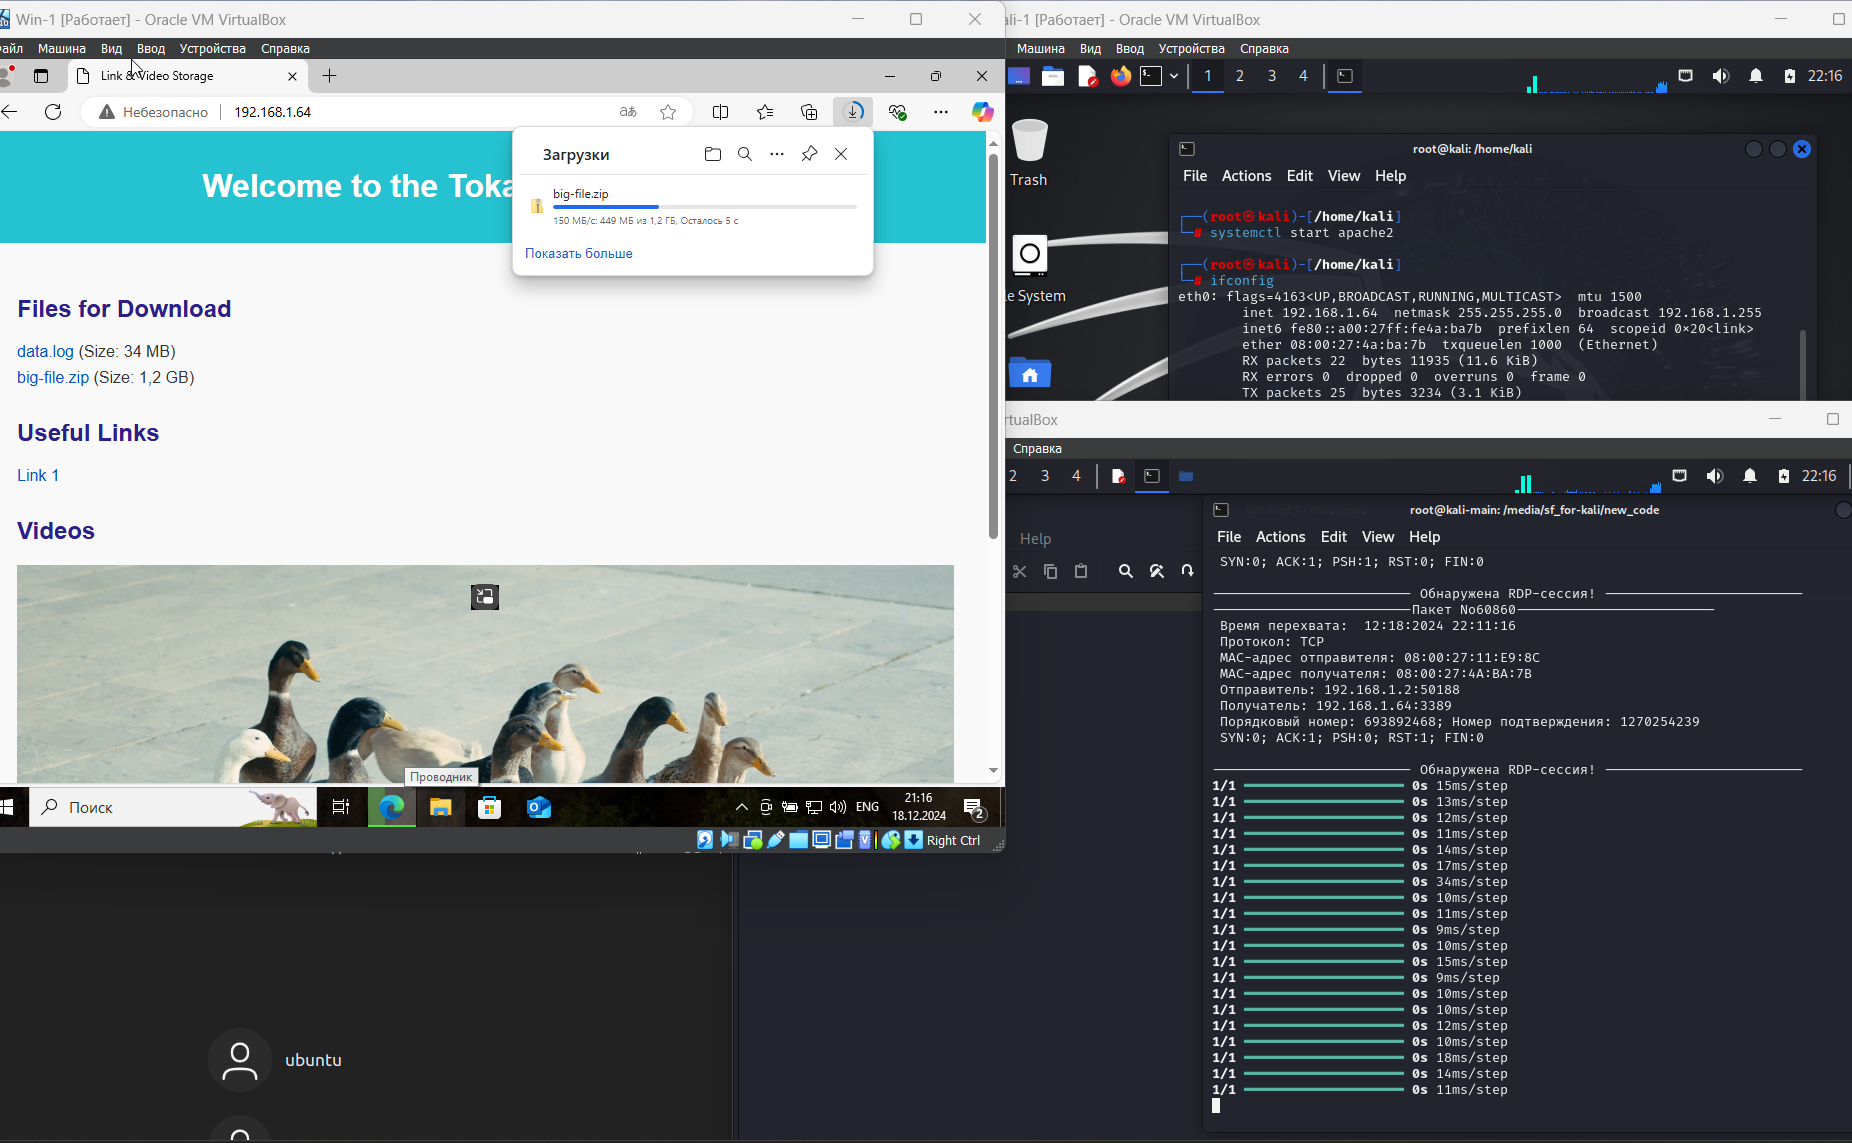 Win-1 [Работает] - Oracle VM VirtualBox
айл Машина Вид Ввод Устройства Справка
Link & Video Storage
Небезопасно 192.168.1.64
Загрузки
big-file.zip
150 МБ/с: 449 МБ из 1,2 ГБ, Осталось 5 с
Показать больше
Welcome to the Toka
Files for Download
data.log (Size: 34 MB)
big-file.zip (Size: 1,2 GB)
Useful Links
Link 1
Videos
Проводник
Поиск
ENG
21:16
18.12.2024
2
Right Ctrl
ubuntu
ali-1 [Работает] - Oracle VM VirtualBox
Машина Вид Ввод Устройства Справка
1 2 3 4 22:16
Trash
le System
root@kali: /home/kali
File Actions Edit View Help
┌──(root㉿kali)-[/home/kali]
└─# systemctl start apache2
┌──(root㉿kali)-[/home/kali]
└─# ifconfig
eth0: flags=4163<UP,BROADCAST,RUNNING,MULTICAST> mtu 1500
inet 192.168.1.64 netmask 255.255.255.0 broadcast 192.168.1.255
inet6 fe80::a00:27ff:fe4a:ba7b prefixlen 64 scopeid 0×20<link>
ether 08:00:27:4a:ba:7b txqueuelen 1000 (Ethernet)
RX packets 22 bytes 11935 (11.6 KiB)
RX errors 0 dropped 0 overruns 0 frame 0
TX packets 25 bytes 3234 (3.1 KiB)
rtualBox
Справка
2 3 4 22:16
Help
root@kali-main: /media/sf_for-kali/new_code
File Actions Edit View Help
SYN:0; ACK:1; PSH:1; RST:0; FIN:0
Обнаружена RDP-сессия!
Пакет No60860
Время перехвата: 12:18:2024 22:11:16
Протокол: TCP
MAC-адрес отправителя: 08:00:27:11:E9:8C
MAC-адрес получателя: 08:00:27:4A:BA:7B
Отправитель: 192.168.1.2:50188
Получатель: 192.168.1.64:3389
Порядковый номер: 693892468; Номер подтверждения: 1270254239
SYN:0; ACK:1; PSH:0; RST:1; FIN:0
Обнаружена RDP-сессия!
1/1 0s 15ms/step
1/1 0s 13ms/step
1/1 0s 12ms/step
1/1 0s 11ms/step
1/1 0s 14ms/step
1/1 0s 17ms/step
1/1 0s 34ms/step
1/1 0s 10ms/step
1/1 0s 11ms/step
1/1 0s 9ms/step
1/1 0s 10ms/step
1/1 0s 15ms/step
1/1 0s 9ms/step
1/1 0s 10ms/step
1/1 0s 10ms/step
1/1 0s 12ms/step
1/1 0s 10ms/step
1/1 0s 18ms/step
1/1 0s 14ms/step
1/1 0s 11ms/step